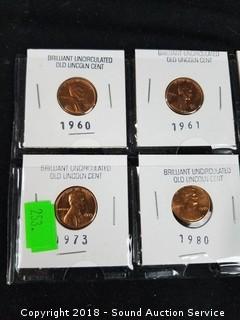 BRILLIANT UNCIRCULATED
OLD LINCOLN CENT
1960
BRILLIANT UNCIRCULATED
OLD LINCOLN CENT
1961
BRILLIANT UNCIRCULATED
OLD LINCOLN CENT
253
1973
BRILLIANT UNCIRCULATED
OLD LINCOLN CENT
1980
Copyright 2018 - Sound Auction Service